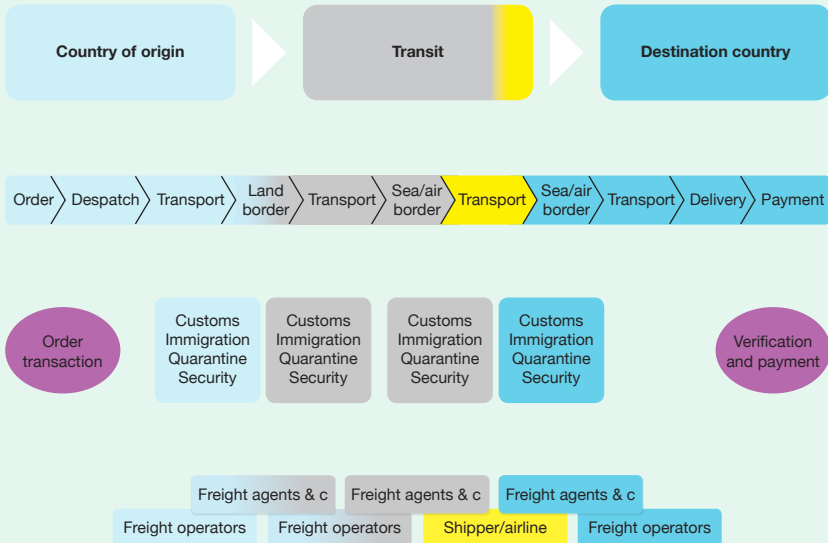 Country of origin
Transit
Destination country
Order
Despatch
Transport
Land
border
Transport
Sea/air
border
Transport
Sea/air
border
Transport
Delivery
Payment
Order
transaction
Customs
Immigration
Quarantine
Security
Customs
Immigration
Quarantine
Security
Customs
Immigration
Quarantine
Security
Customs
Immigration
Quarantine
Security
Verification
and payment
Freight agents & c
Freight agents & c
Freight agents & c
Freight operators
Freight operators
Shipper/airline
Freight operators